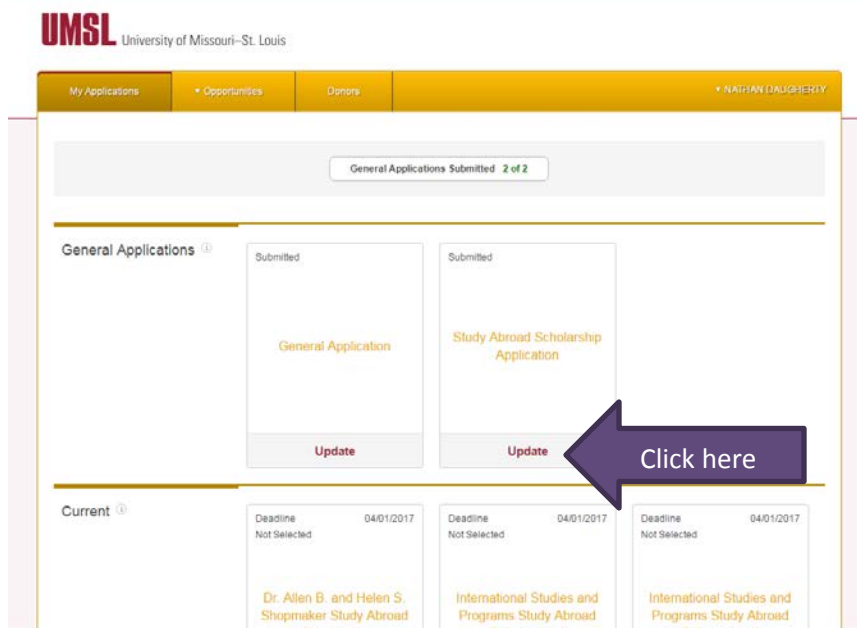 UMSL University of Missouri–St. Louis
My Applications ▾ Opportunities Donors ▾ NATHAN DAUGHERTY
General Applications Submitted 2 of 2
General Applications
Submitted Submitted
General Application
Study Abroad Scholarship
Application
Update Update
Click here
Current
Deadline 04/01/2017 Deadline 04/01/2017 Deadline 04/01/2017
Not Selected Not Selected Not Selected
Dr. Allen B. and Helen S. International Studies and International Studies and
Shopmaker Study Abroad Programs Study Abroad Programs Study Abroad